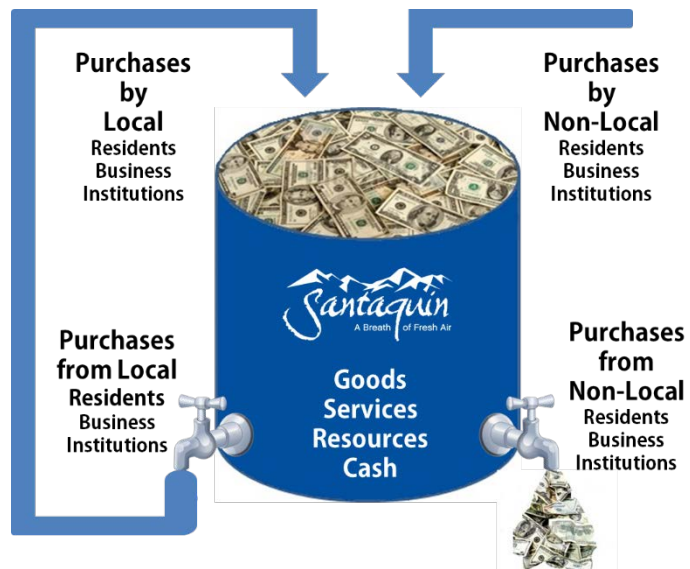 Purchases
by
Local
Residents
Business
Institutions
Purchases
by
Non-Local
Residents
Business
Institutions
Santaquin
A Breath of Fresh Air
Goods
Services
Resources
Cash
Purchases
from Local
Residents
Business
Institutions
Purchases
from
Non-Local
Residents
Business
Institutions